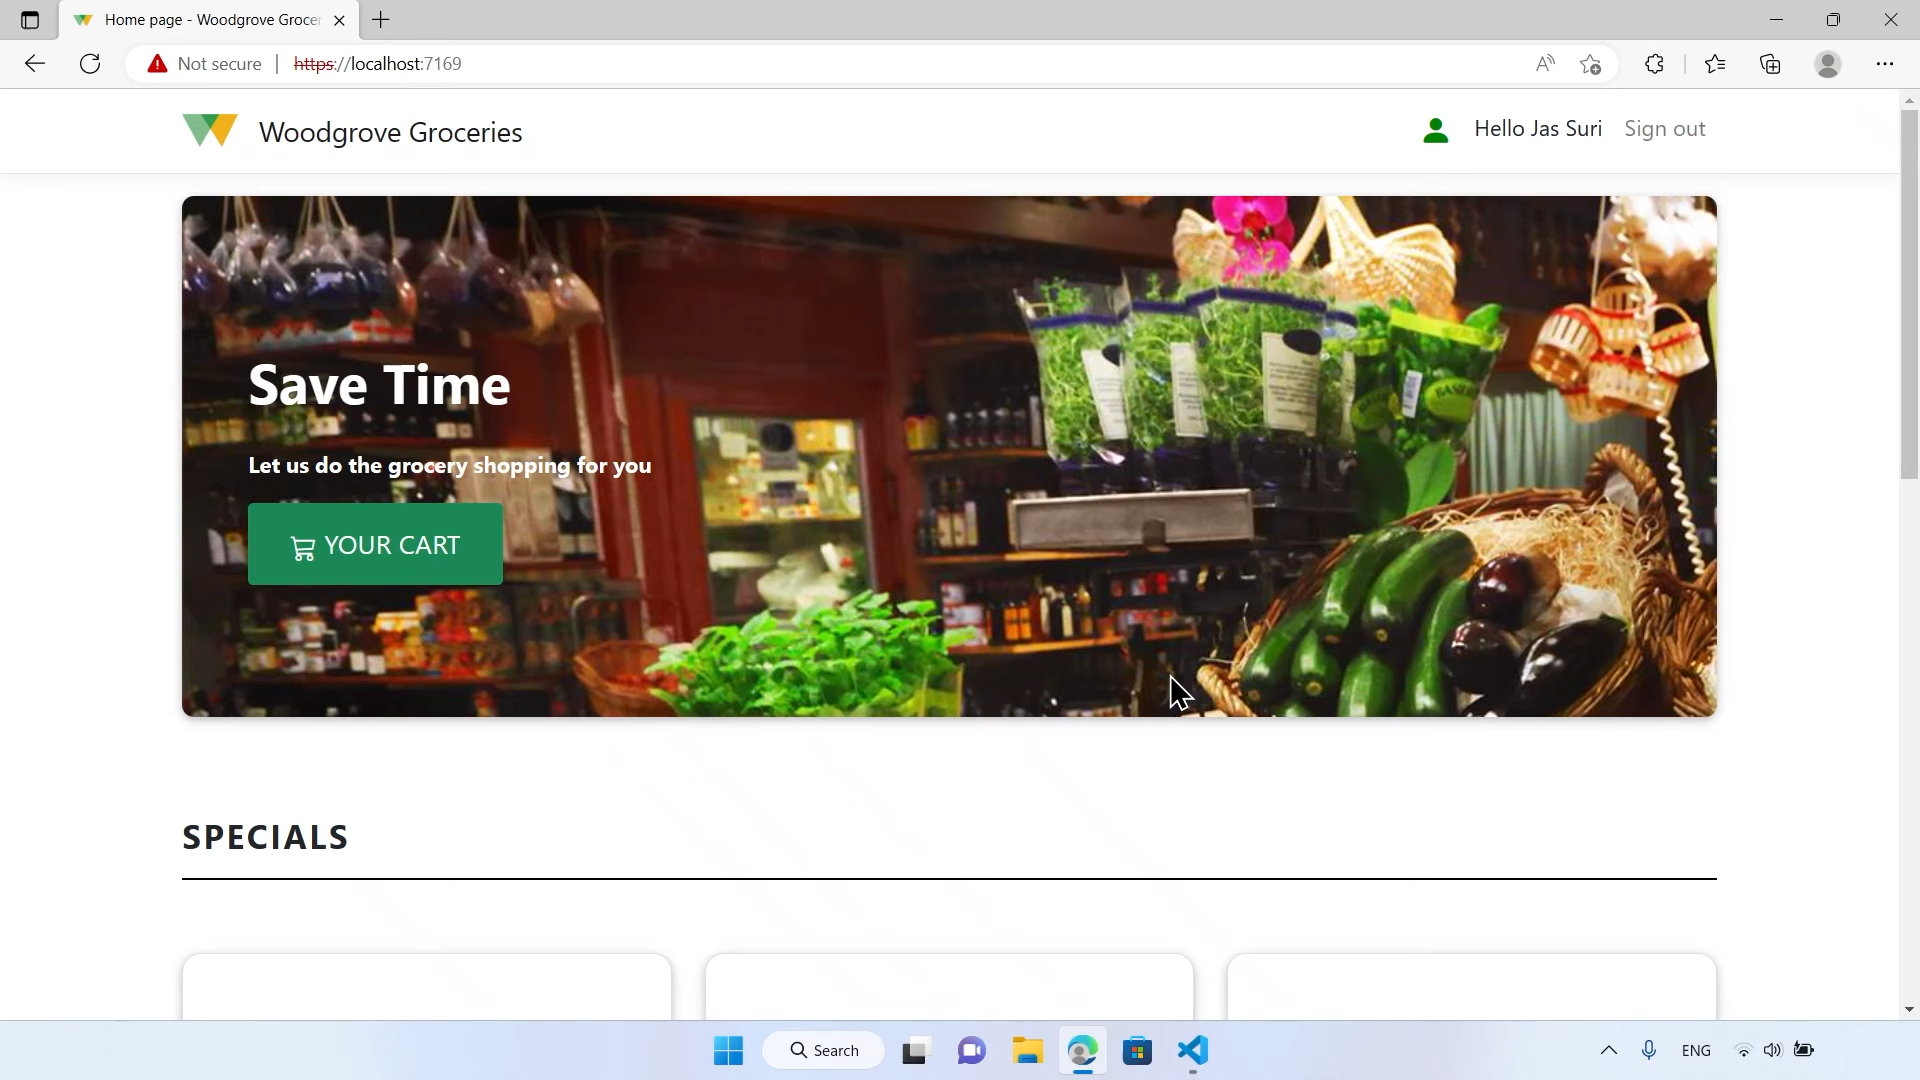 Home page - Woodgrove Grocer
Not secure | https://localhost:7169
Woodgrove Groceries
Hello Jas Suri Sign out
Save Time
Let us do the grocery shopping for you
YOUR CART
SPECIALS
Search
ENG